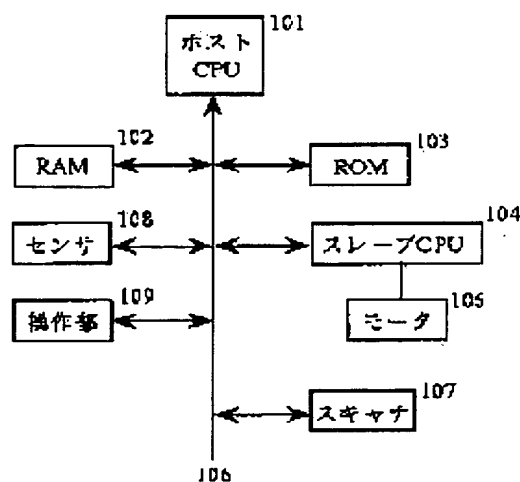 101
ホスト
CPU
102
RAM
103
ROM
108
センサ
104
スレーブCPU
109
操作部
105
モータ
107
スキャナ
106